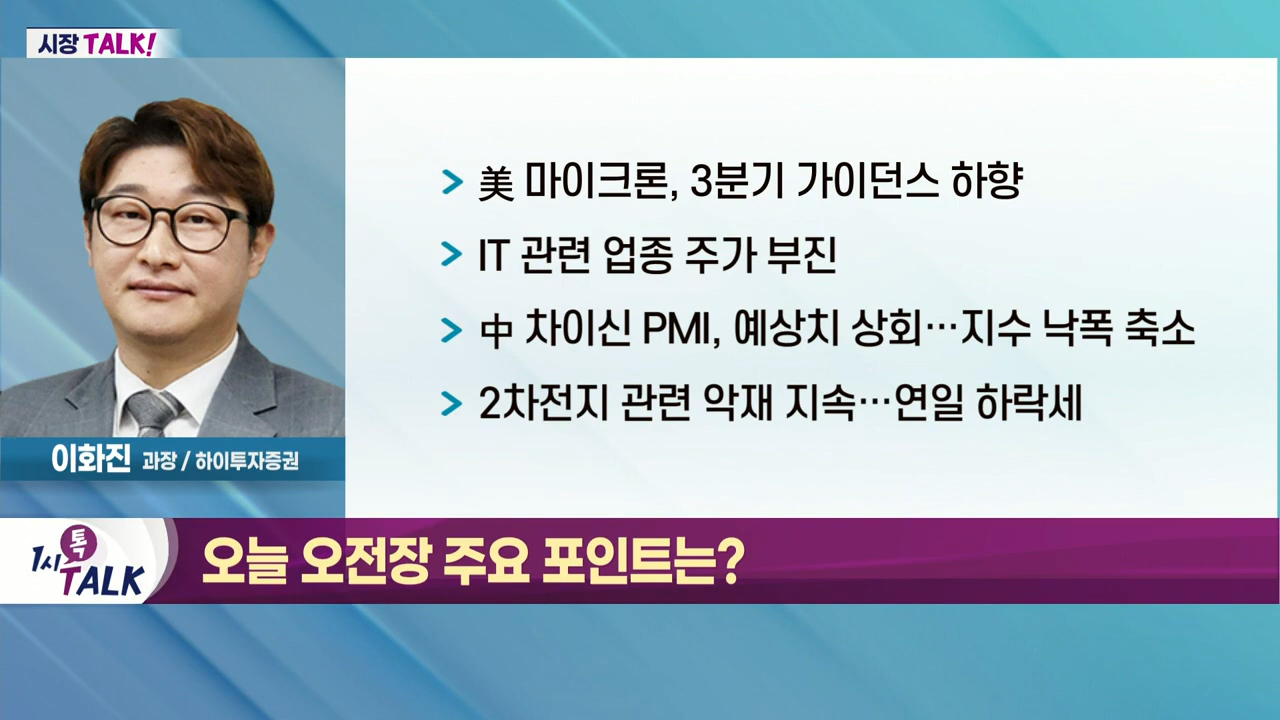 시장 TALK!
> 美 마이크론, 3분기 가이던스 하향
> IT 관련 업종 주가 부진
> 中 차이신 PMI, 예상치 상회…지수 낙폭 축소
> 2차전지 관련 악재 지속…연일 하락세
이화진 과장 / 하이투자증권
1시 톡 TALK
오늘 오전장 주요 포인트는?